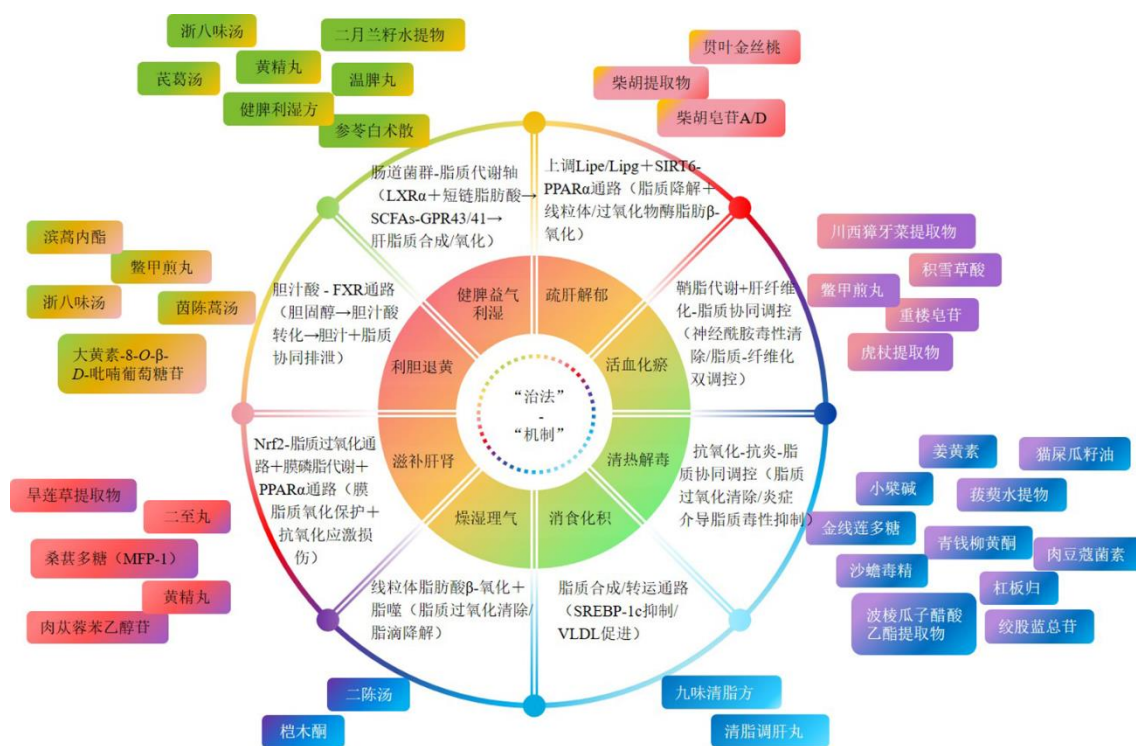 浙八味汤
二月兰籽水提物
黄精丸
芪葛汤
温脾丸
健脾利湿方
参苓白术散
贯叶金丝桃
柴胡提取物
柴胡皂苷A/D
肠道菌群-脂质代谢轴
（LXRα＋短链脂肪酸→
SCFAs-GPR43/41→
肝脂质合成/氧化）
上调Lipe/Lipg＋SIRT6-
PPARα通路（脂质降解＋
线粒体/过氧化物酶脂肪β-
氧化）
滨蒿内酯
鳖甲煎丸
浙八味汤
茵陈蒿汤
大黄素-8-O-β-
D-吡喃葡萄糖苷
胆汁酸 - FXR通路
（胆固醇→胆汁酸
转化→胆汁＋脂质
协同排泄）
鞘脂代谢+肝纤维
化-脂质协同调控
（神经酰胺毒性清
除/脂质-纤维化
双调控）
川西獐牙菜提取物
积雪草酸
鳖甲煎丸
重楼皂苷
虎杖提取物
健脾益气
利湿
疏肝解郁
利胆退黄
活血化瘀
“治法”
-
“机制”
滋补肝肾
清热解毒
燥湿理气
消食化积
Nrf2-脂质过氧化通
路＋膜磷脂代谢＋
PPARα通路（膜
脂质氧化保护＋
抗氧化应激损
伤）
抗氧化-抗炎-脂
质协同调控（脂质
过氧化清除/炎症
介导脂质毒性抑制）
线粒体脂肪酸β-氧化＋
脂噬（脂质过氧化清除/
脂滴降解）
脂质合成/转运通路
（SREBP-1c抑制/
VLDL促进）
旱莲草提取物
二至丸
桑葚多糖（MFP-1）
黄精丸
肉苁蓉苯乙醇苷
姜黄素
猫屎瓜籽油
小檗碱
菝葜水提物
金线莲多糖
青钱柳黄酮
肉豆蔻菌素
沙蟾毒精
杠板归
波棱瓜子醋酸
乙酯提取物
绞股蓝总苷
二陈汤
桤木酮
九味清脂方
清脂调肝丸